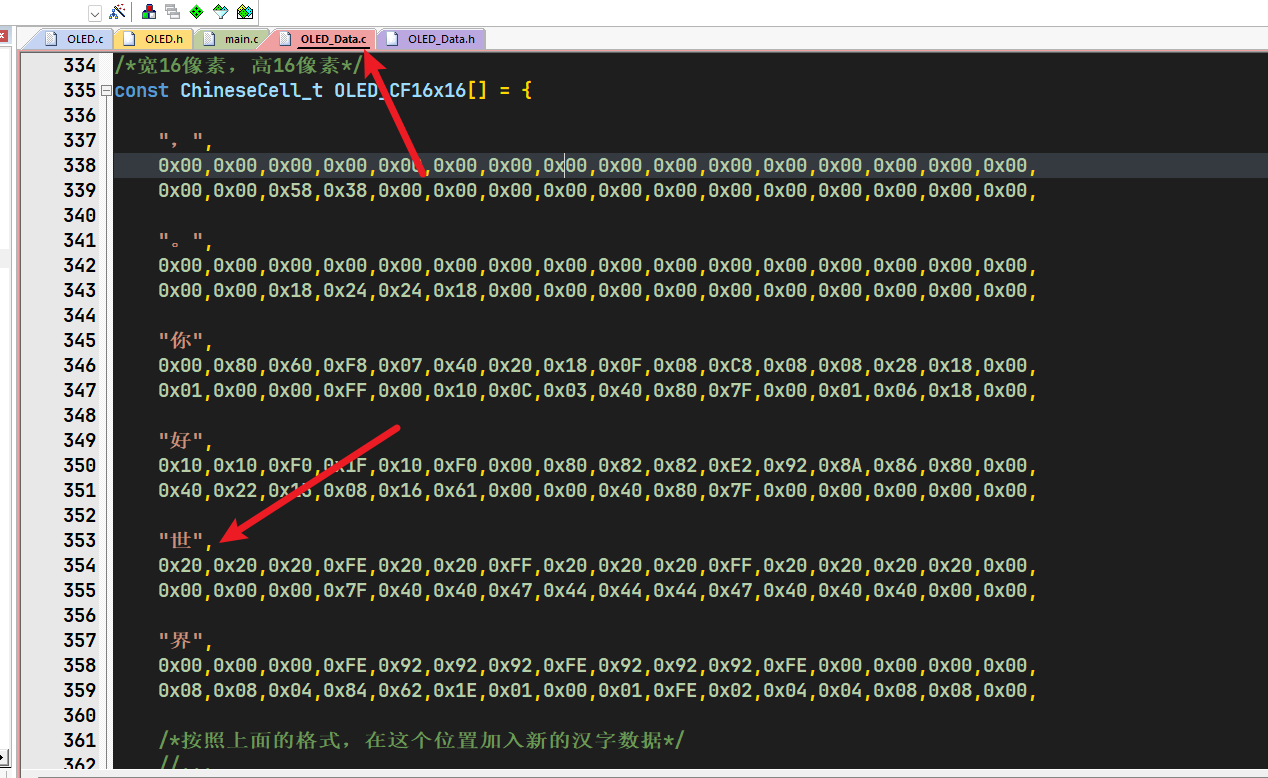 OLED.c OLED.h main.c OLED_Data.c OLED_Data.h
334 /*宽16像素，高16像素*/
335 const ChineseCell_t OLED_CF16x16[] = {
336
337 "，",
338 0x00,0x00,0x00,0x00,0x00,0x00,0x00,0x00,0x00,0x00,0x00,0x00,0x00,0x00,0x00,0x00,
339 0x00,0x00,0x58,0x38,0x00,0x00,0x00,0x00,0x00,0x00,0x00,0x00,0x00,0x00,0x00,0x00,
340
341 "。",
342 0x00,0x00,0x00,0x00,0x00,0x00,0x00,0x00,0x00,0x00,0x00,0x00,0x00,0x00,0x00,0x00,
343 0x00,0x00,0x18,0x24,0x24,0x18,0x00,0x00,0x00,0x00,0x00,0x00,0x00,0x00,0x00,0x00,
344
345 "你",
346 0x00,0x80,0x60,0xF8,0x07,0x40,0x20,0x18,0x0F,0x08,0xC8,0x08,0x08,0x28,0x18,0x00,
347 0x01,0x00,0x00,0xFF,0x00,0x10,0x0C,0x03,0x40,0x80,0x7F,0x00,0x01,0x06,0x18,0x00,
348
349 "好",
350 0x10,0x10,0xF0,0x1F,0x10,0xF0,0x00,0x80,0x82,0x82,0xE2,0x92,0x8A,0x86,0x80,0x00,
351 0x40,0x22,0x15,0x08,0x16,0x61,0x00,0x00,0x40,0x80,0x7F,0x00,0x00,0x00,0x00,0x00,
352
353 "世",
354 0x20,0x20,0x20,0xFE,0x20,0x20,0xFF,0x20,0x20,0x20,0xFF,0x20,0x20,0x20,0x20,0x00,
355 0x00,0x00,0x00,0x7F,0x40,0x40,0x47,0x44,0x44,0x44,0x47,0x40,0x40,0x40,0x00,0x00,
356
357 "界",
358 0x00,0x00,0x00,0xFE,0x92,0x92,0x92,0xFE,0x92,0x92,0x92,0xFE,0x00,0x00,0x00,0x00,
359 0x08,0x08,0x04,0x84,0x62,0x1E,0x01,0x00,0x01,0xFE,0x02,0x04,0x04,0x08,0x08,0x00,
360
361 /*按照上面的格式，在这个位置加入新的汉字数据*/
362 //...